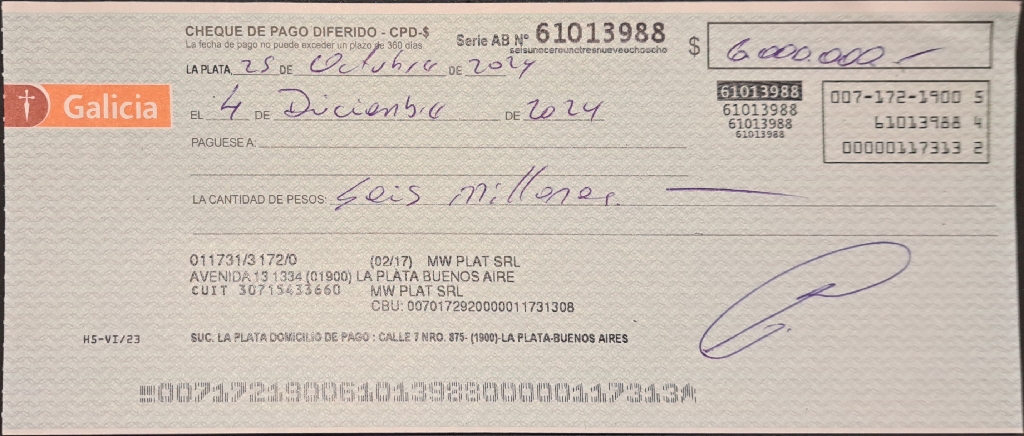 CHEQUE DE PAGO DIFERIDO - CPD-$
La fecha de pago no puede exceder un plazo de 360 días
Serie AB Nº 61013988
seisunocerounotresnueveochoocho
$ 6.000.000.-
LA PLATA, 25 DE Octubre DE 2024
Galicia
EL 4 DE Diciembre DE 2024
PAGUESE A:
61013988
61013988
61013988
61013988
007-172-1900 5
61013988 4
00000117313 2
LA CANTIDAD DE PESOS: Seis millones.
011731/3172/0 (02/17) MW PLAT SRL
AVENIDA 13 1334 (01900) LA PLATA BUENOS AIRE
CUIT 30715433660 MW PLAT SRL
CBU: 0070172920000011731308
H5-VI/23
SUC. LA PLATA DOMICILIO DE PAGO : CALLE 7 NRO. 875- (1900)-LA PLATA-BUENOS AIRES
00717219006101398800000117313